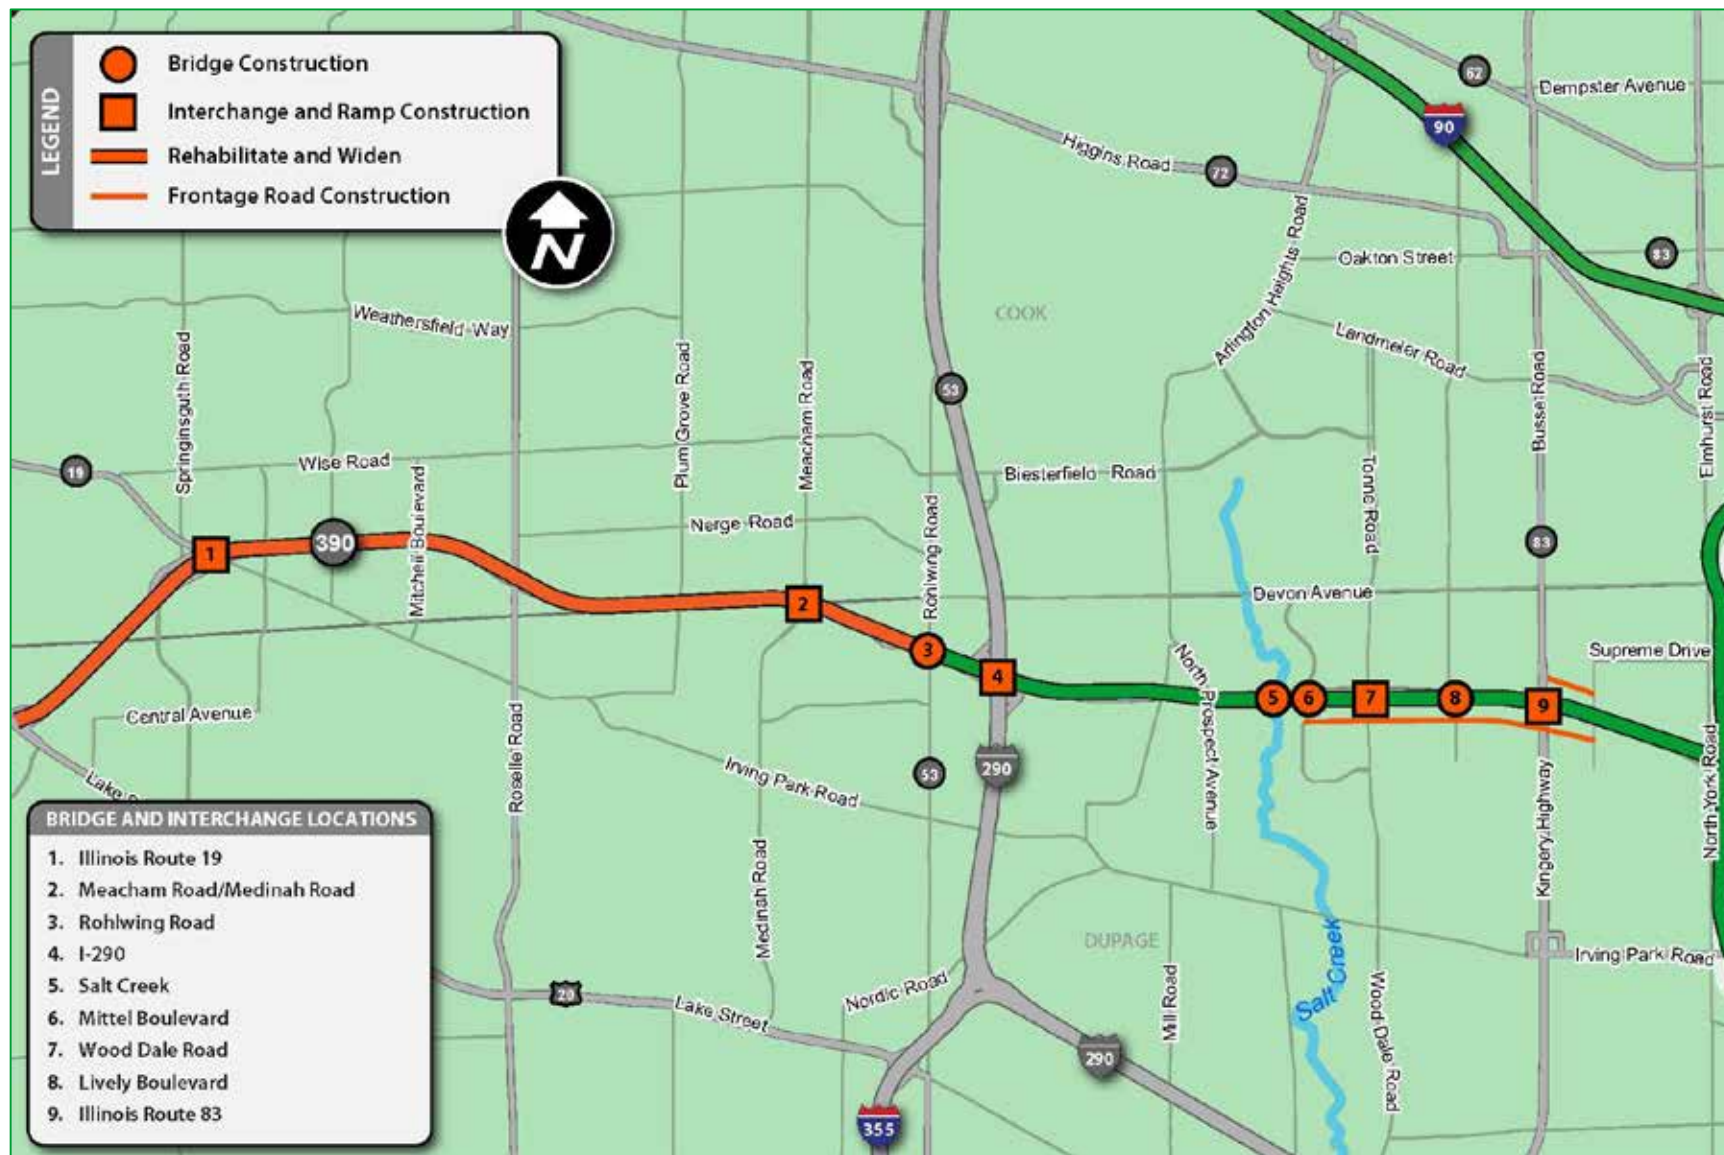 LEGEND
Bridge Construction
Interchange and Ramp Construction
Rehabilitate and Widen
Frontage Road Construction
N
62
Dempster Avenue
90
Higgins Road
72
Arlington Heights Road
Oakton Street
83
COOK
Weathersfield Way
Landmeier Road
Springinsguth Road
Plum Grove Road
Meacham Road
53
Busse Road
Elmhurst Road
19
Wise Road
Mitchell Boulevard
Biesterfield Road
Tonne Road
Nerge Road
Rohlwing Road
1
390
83
Devon Avenue
2
3
4
North Prospect Avenue
Supreme Drive
5
6
7
8
9
Central Avenue
Roselle Road
Irving Park Road
53
290
Kingery Highway
North York Road
Lake S
BRIDGE AND INTERCHANGE LOCATIONS
1. Illinois Route 19
2. Meacham Road/Medinah Road
3. Rohlwing Road
4. I-290
5. Salt Creek
6. Mittel Boulevard
7. Wood Dale Road
8. Lively Boulevard
9. Illinois Route 83
Medinah Road
DUPAGE
Salt Creek
Irving Park Road
20
Lake Street
Nordic Road
Mill Road
Wood Dale Road
290
355